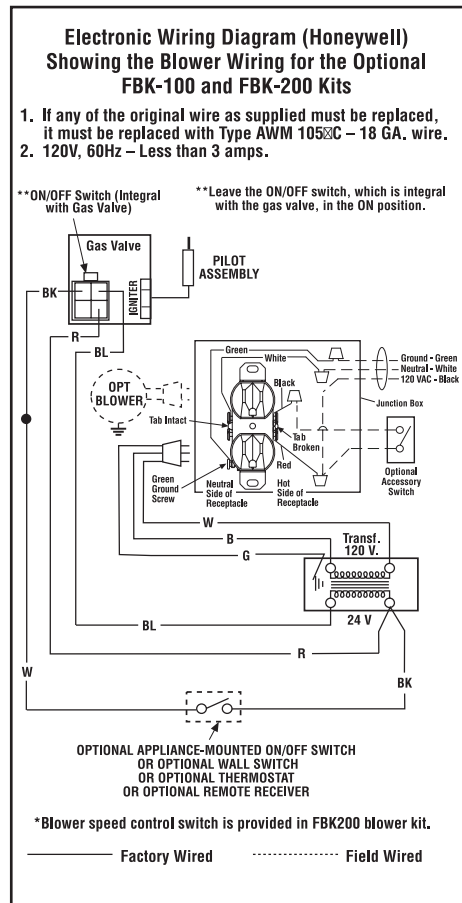 Electronic Wiring Diagram (Honeywell)
Showing the Blower Wiring for the Optional
FBK-100 and FBK-200 Kits
1. If any of the original wire as supplied must be replaced,
it must be replaced with Type AWM 105☒C – 18 GA. wire.
2. 120V, 60Hz – Less than 3 amps.
**ON/OFF Switch (Integral
with Gas Valve)
**Leave the ON/OFF switch, which is integral
with the gas valve, in the ON position.
Gas Valve
IGNITER
PILOT
ASSEMBLY
BK
R
BL
Green
White
Ground - Green
Neutral - White
120 VAC - Black
OPT
BLOWER
Black
Junction Box
Tab Intact
Tab
Broken
Red
Green
Ground
Screw
Neutral
Side of
Receptacle
Hot
Side of
Receptacle
Optional
Accessory
Switch
W
B
G
Transf.
120 V.
24 V
BL
R
W
BK
OPTIONAL APPLIANCE-MOUNTED ON/OFF SWITCH
OR OPTIONAL WALL SWITCH
OR OPTIONAL THERMOSTAT
OR OPTIONAL REMOTE RECEIVER
*Blower speed control switch is provided in FBK200 blower kit.
Factory Wired
Field Wired